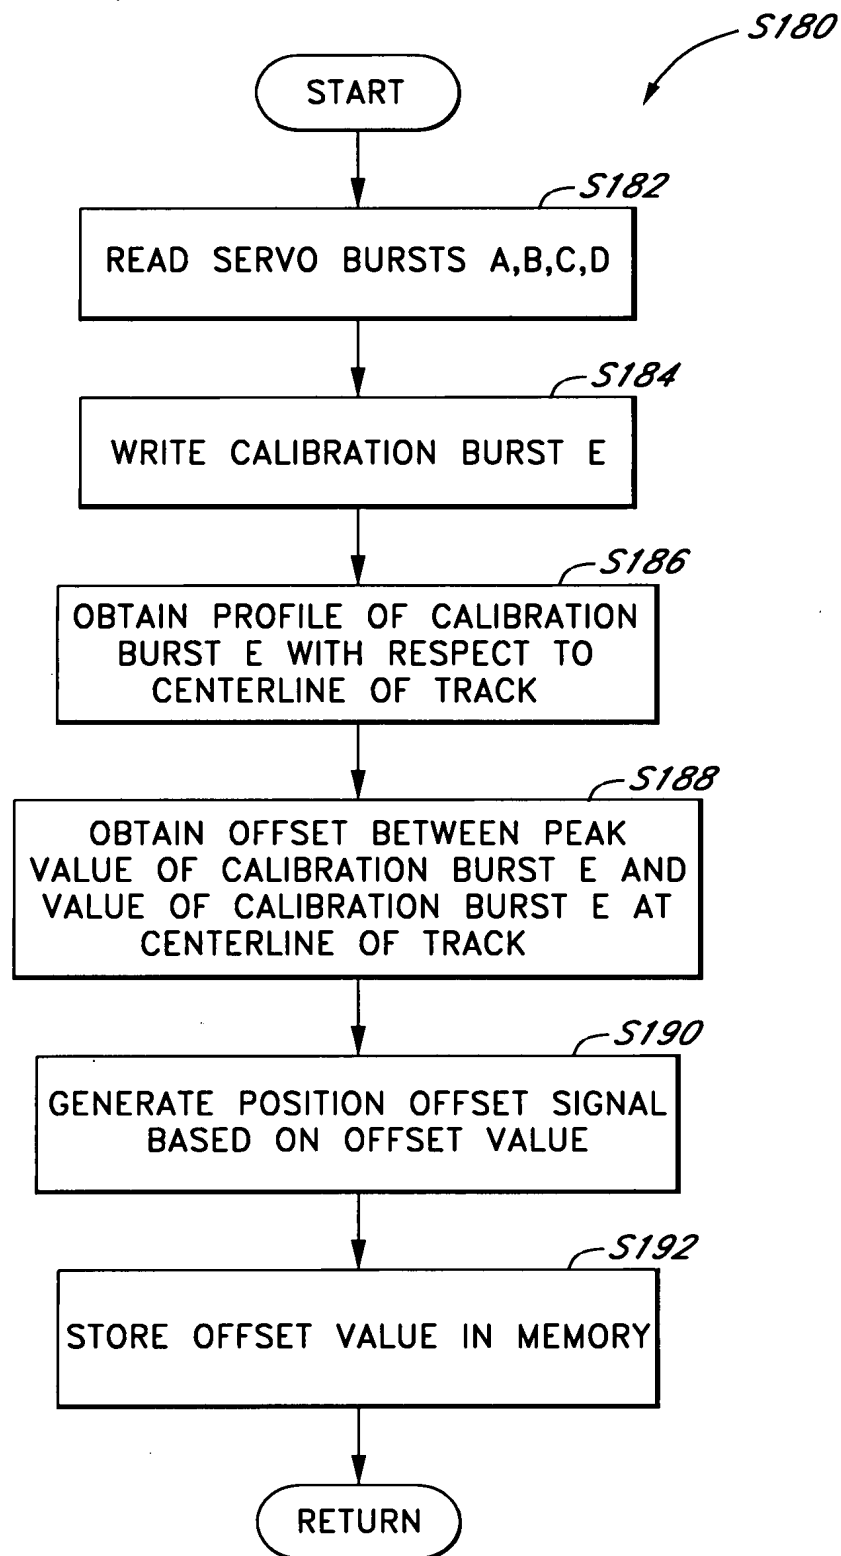 S180
START
S182
READ SERVO BURSTS A,B,C,D
S184
WRITE CALIBRATION BURST E
S186
OBTAIN PROFILE OF CALIBRATION
BURST E WITH RESPECT TO
CENTERLINE OF TRACK
S188
OBTAIN OFFSET BETWEEN PEAK
VALUE OF CALIBRATION BURST E AND
VALUE OF CALIBRATION BURST E AT
CENTERLINE OF TRACK
S190
GENERATE POSITION OFFSET SIGNAL
BASED ON OFFSET VALUE
S192
STORE OFFSET VALUE IN MEMORY
RETURN